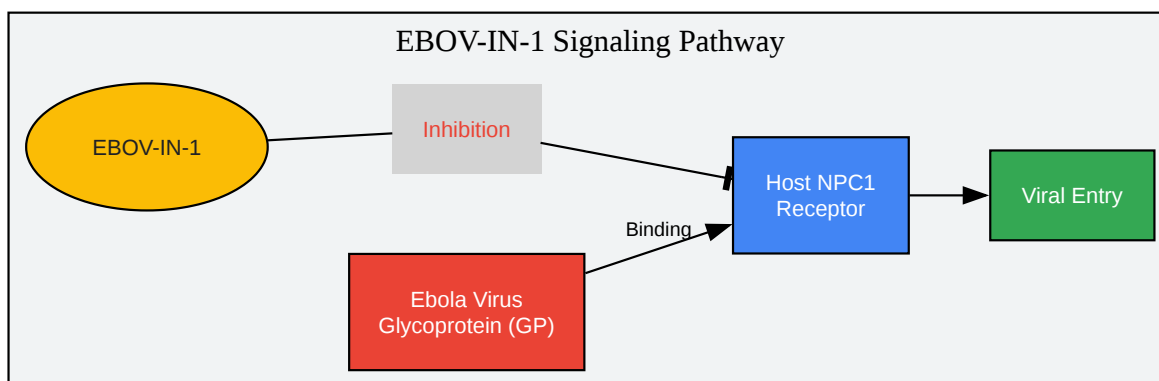 EBOV-IN-1 Signaling Pathway
EBOV-IN-1
Inhibition
Host NPC1
Receptor
Viral Entry
Binding
Ebola Virus
Glycoprotein (GP)